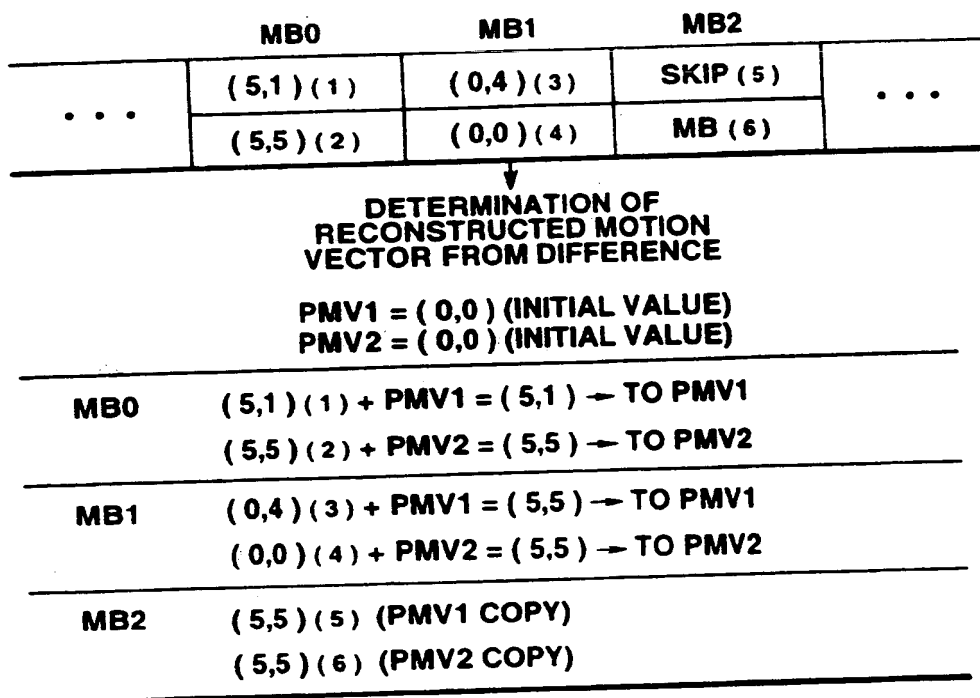 MB0 MB1 MB2
. . . ( 5,1 ) ( 1 ) ( 0,4 ) ( 3 ) SKIP ( 5 ) . . .
( 5,5 ) ( 2 ) ( 0,0 ) ( 4 ) MB ( 6 )
DETERMINATION OF
RECONSTRUCTED MOTION
VECTOR FROM DIFFERENCE
PMV1 = ( 0,0 ) (INITIAL VALUE)
PMV2 = ( 0,0 ) (INITIAL VALUE)
MB0 ( 5,1 ) ( 1 ) + PMV1 = ( 5,1 ) → TO PMV1
( 5,5 ) ( 2 ) + PMV2 = ( 5,5 ) → TO PMV2
MB1 ( 0,4 ) ( 3 ) + PMV1 = ( 5,5 ) → TO PMV1
( 0,0 ) ( 4 ) + PMV2 = ( 5,5 ) → TO PMV2
MB2 ( 5,5 ) ( 5 ) (PMV1 COPY)
( 5,5 ) ( 6 ) (PMV2 COPY)